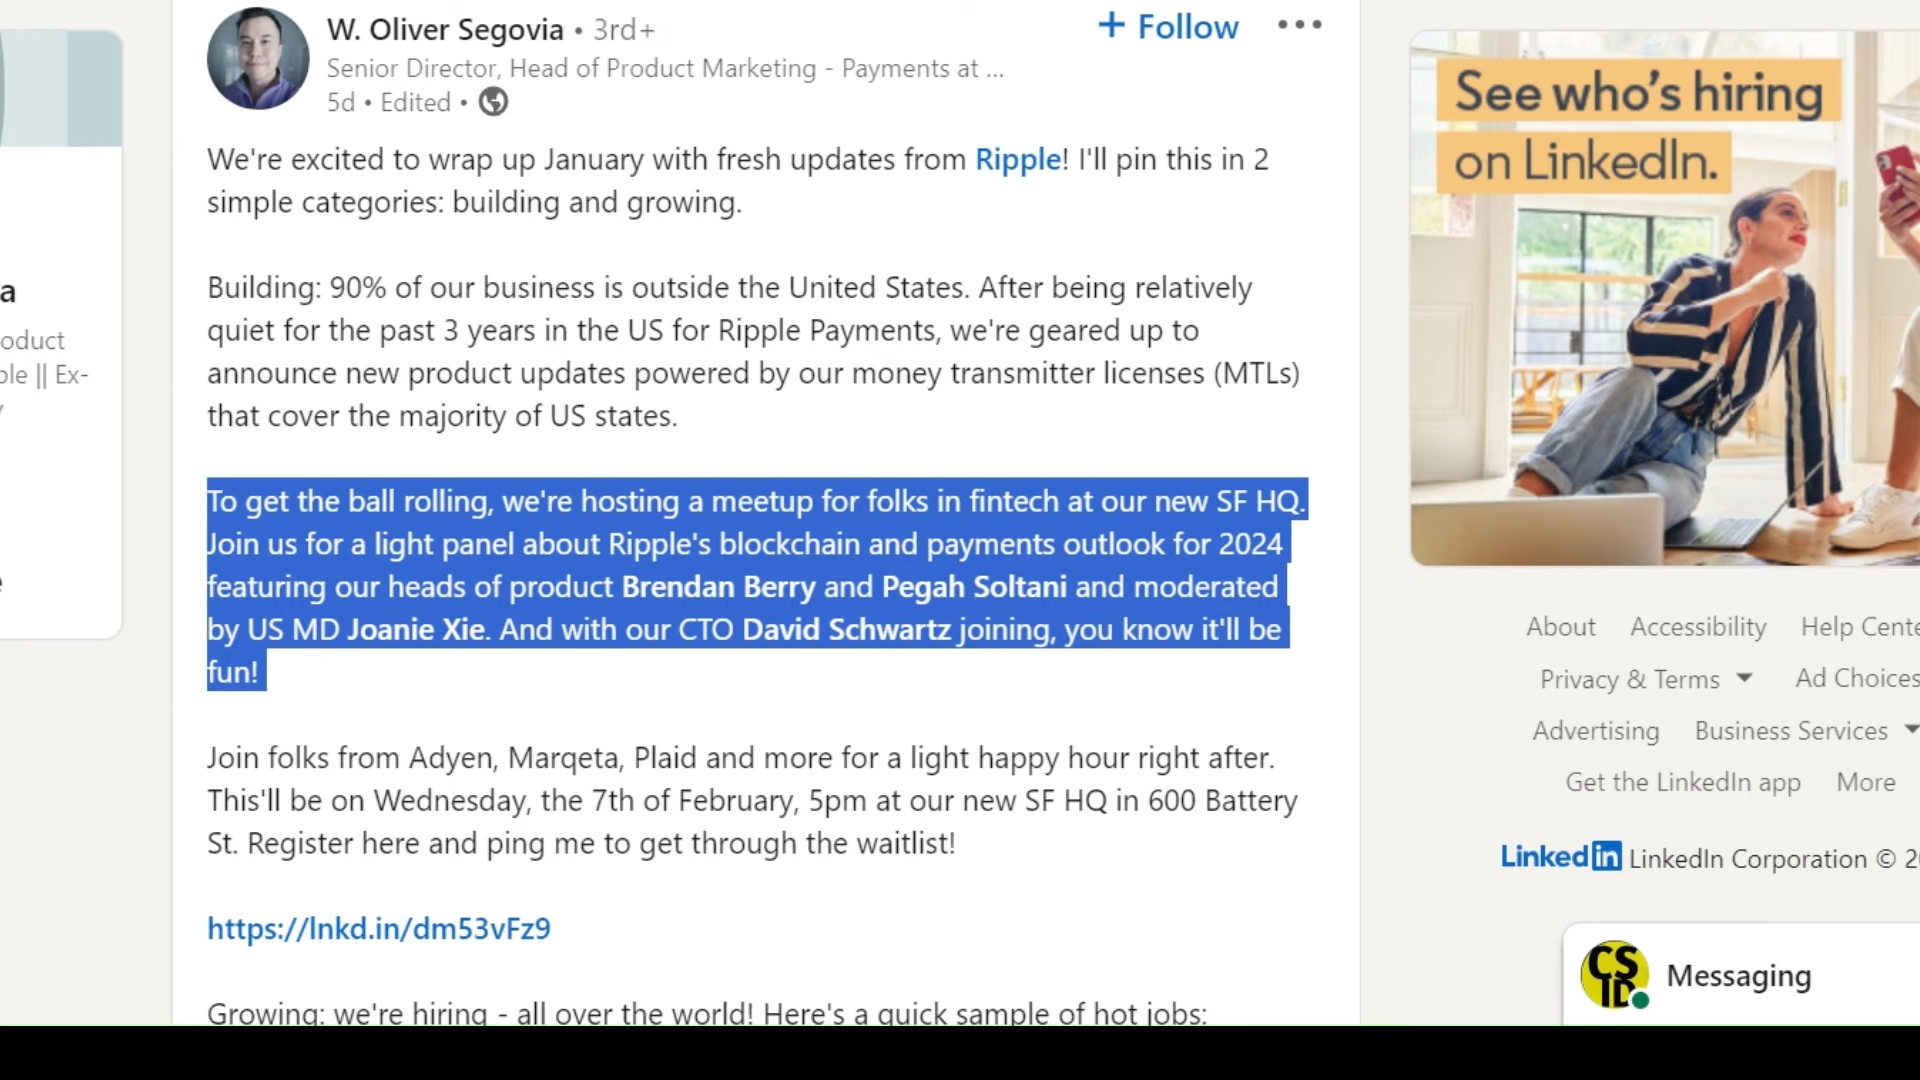 W. Oliver Segovia • 3rd+
+ Follow
Senior Director, Head of Product Marketing - Payments at ...
5d • Edited •
We're excited to wrap up January with fresh updates from Ripple! I'll pin this in 2
simple categories: building and growing.
Building: 90% of our business is outside the United States. After being relatively
quiet for the past 3 years in the US for Ripple Payments, we're geared up to
announce new product updates powered by our money transmitter licenses (MTLs)
that cover the majority of US states.
To get the ball rolling, we're hosting a meetup for folks in fintech at our new SF HQ.
Join us for a light panel about Ripple's blockchain and payments outlook for 2024
featuring our heads of product Brendan Berry and Pegah Soltani and moderated
by US MD Joanie Xie. And with our CTO David Schwartz joining, you know it'll be
fun!
Join folks from Adyen, Marqeta, Plaid and more for a light happy hour right after.
This'll be on Wednesday, the 7th of February, 5pm at our new SF HQ in 600 Battery
St. Register here and ping me to get through the waitlist!
https://lnkd.in/dm53vFz9
Growing: we're hiring - all over the world! Here's a quick sample of hot jobs:
See who's hiring
on LinkedIn.
About Accessibility Help
Privacy & Terms Ad Choices
Advertising Business Services
Get the LinkedIn app More
LinkedIn LinkedIn Corporation ©
CS
ID
Messaging